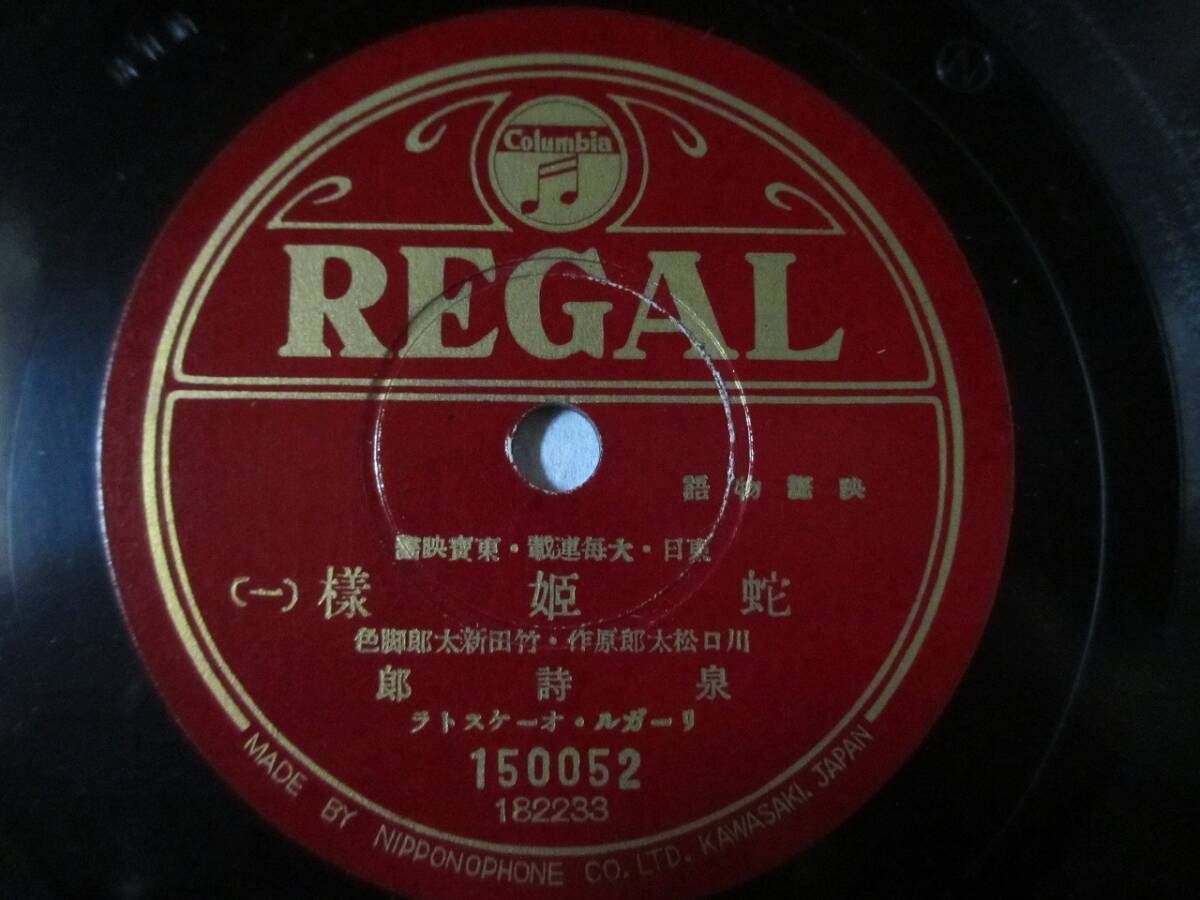 Columbia
REGAL
映畫物語
東日・大每連載・東寶映畫
蛇姫樣(一)
川口松太郎原作・竹田新太郎脚色
泉詩郎
リーガル・オーケストラ
150052
182233
MADE BY NIPPONOPHONE CO., LTD. KAWASAKI, JAPAN